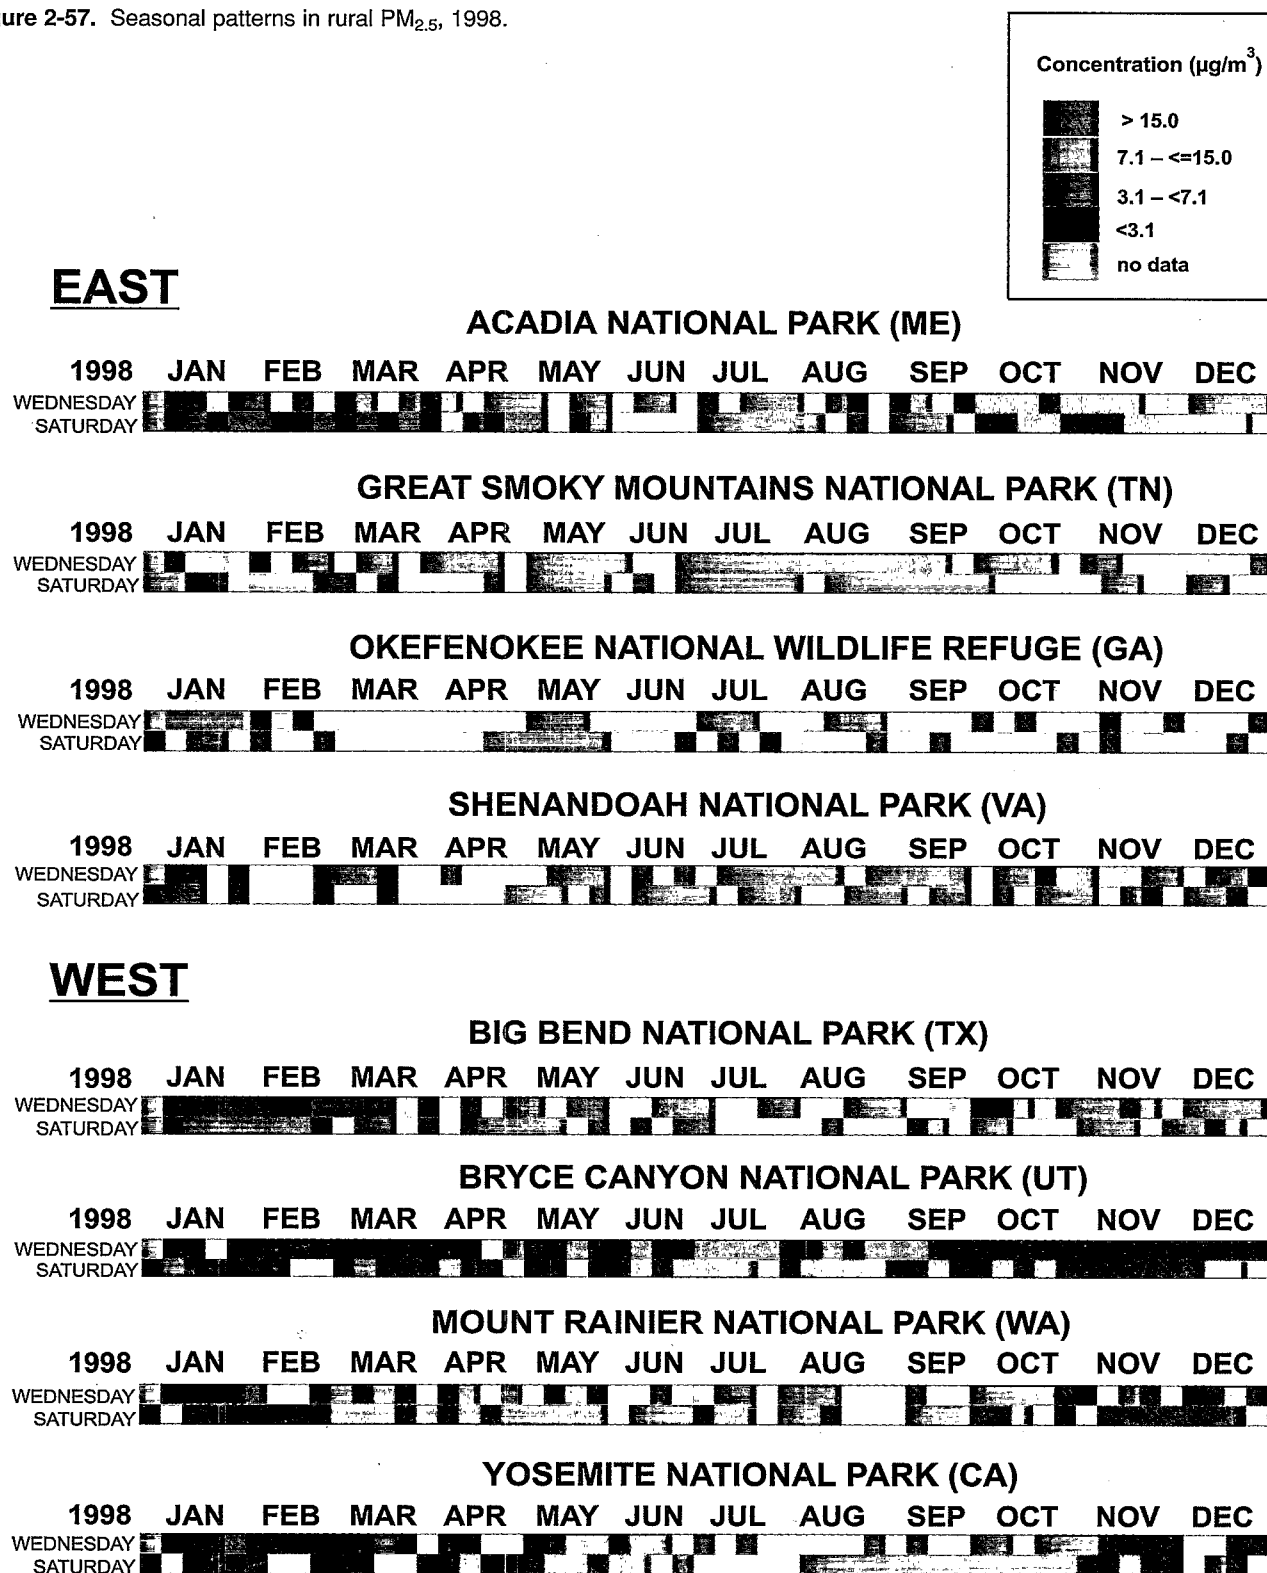 ure 2-57. Seasonal patterns in rural PM2.5, 1998.
Concentration (µg/m3)
> 15.0
7.1 – <=15.0
3.1 – <7.1
<3.1
no data
EAST
ACADIA NATIONAL PARK (ME)
1998 JAN FEB MAR APR MAY JUN JUL AUG SEP OCT NOV DEC
WEDNESDAY
SATURDAY
GREAT SMOKY MOUNTAINS NATIONAL PARK (TN)
1998 JAN FEB MAR APR MAY JUN JUL AUG SEP OCT NOV DEC
WEDNESDAY
SATURDAY
OKEFENOKEE NATIONAL WILDLIFE REFUGE (GA)
1998 JAN FEB MAR APR MAY JUN JUL AUG SEP OCT NOV DEC
WEDNESDAY
SATURDAY
SHENANDOAH NATIONAL PARK (VA)
1998 JAN FEB MAR APR MAY JUN JUL AUG SEP OCT NOV DEC
WEDNESDAY
SATURDAY
WEST
BIG BEND NATIONAL PARK (TX)
1998 JAN FEB MAR APR MAY JUN JUL AUG SEP OCT NOV DEC
WEDNESDAY
SATURDAY
BRYCE CANYON NATIONAL PARK (UT)
1998 JAN FEB MAR APR MAY JUN JUL AUG SEP OCT NOV DEC
WEDNESDAY
SATURDAY
MOUNT RAINIER NATIONAL PARK (WA)
1998 JAN FEB MAR APR MAY JUN JUL AUG SEP OCT NOV DEC
WEDNESDAY
SATURDAY
YOSEMITE NATIONAL PARK (CA)
1998 JAN FEB MAR APR MAY JUN JUL AUG SEP OCT NOV DEC
WEDNESDAY
SATURDAY